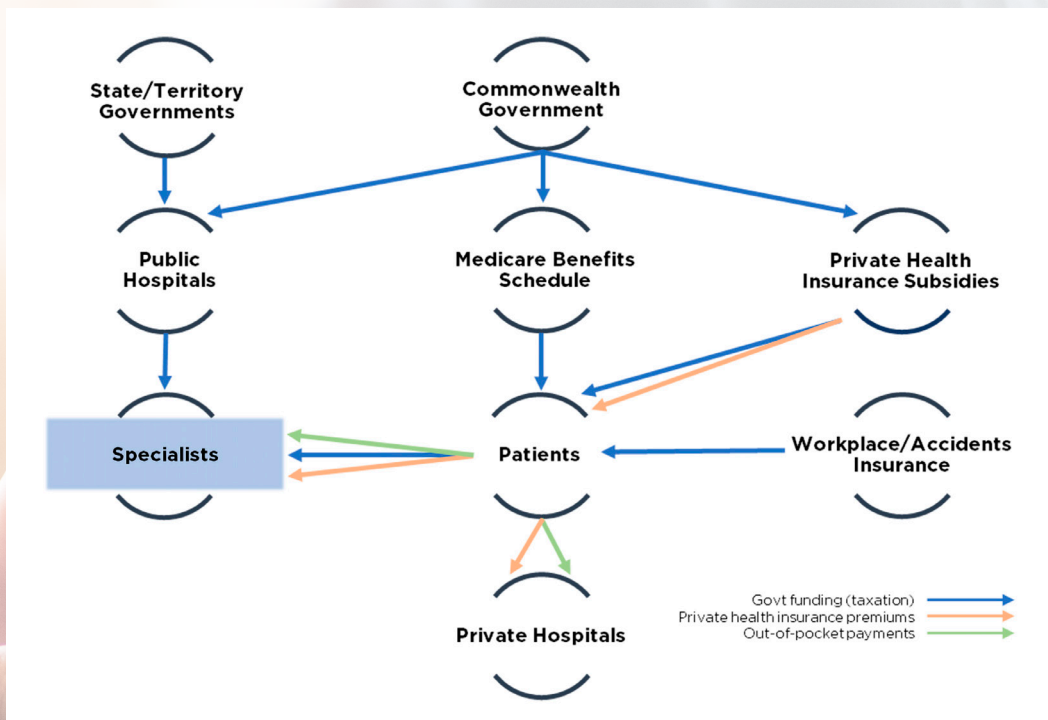 State/Territory
Governments
Commonwealth
Government
Public
Hospitals
Medicare Benefits
Schedule
Private Health
Insurance Subsidies
Specialists
Patients
Workplace/Accidents
Insurance
Private Hospitals
Govt funding (taxation)
Private health insurance premiums
Out-of-pocket payments